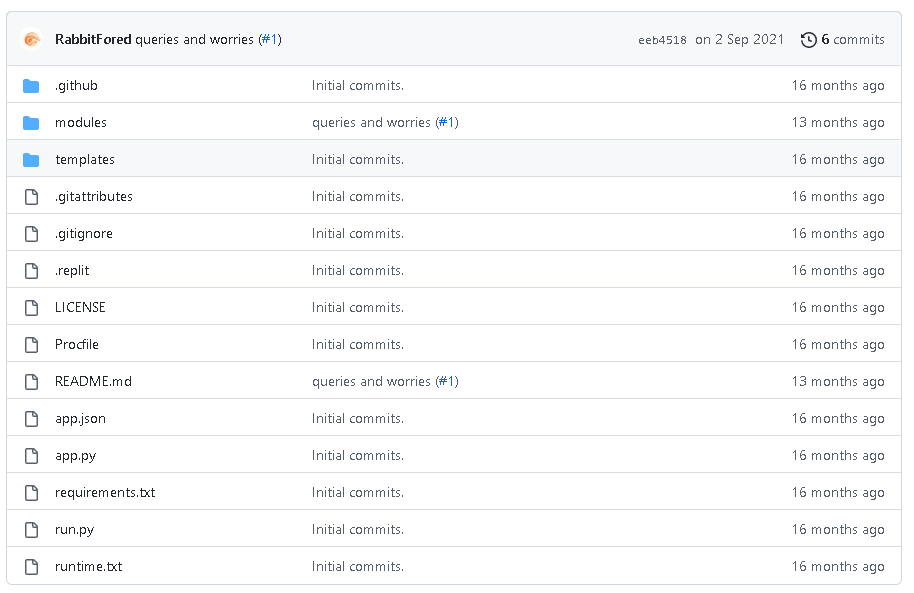 RabbitFored queries and worries (#1) eeb4518 on 2 Sep 2021 6 commits
.github Initial commits. 16 months ago
modules queries and worries (#1) 13 months ago
templates Initial commits. 16 months ago
.gitattributes Initial commits. 16 months ago
.gitignore Initial commits. 16 months ago
.replit Initial commits. 16 months ago
LICENSE Initial commits. 16 months ago
Procfile Initial commits. 16 months ago
README.md queries and worries (#1) 13 months ago
app.json Initial commits. 16 months ago
app.py Initial commits. 16 months ago
requirements.txt Initial commits. 16 months ago
run.py Initial commits. 16 months ago
runtime.txt Initial commits. 16 months ago